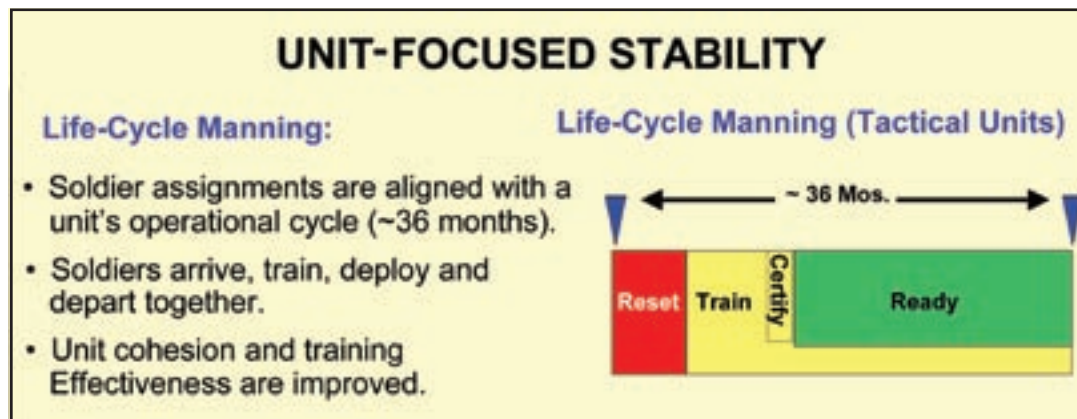 UNIT-FOCUSED STABILITY
Life-Cycle Manning:
• Soldier assignments are aligned with a
unit's operational cycle (~36 months).
• Soldiers arrive, train, deploy and
depart together.
• Unit cohesion and training
Effectiveness are improved.
Life-Cycle Manning (Tactical Units)
~ 36 Mos.
Reset
Train
Certify
Ready